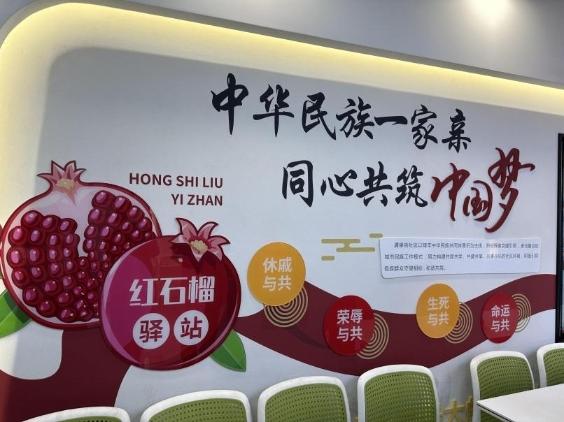 中华民族一家亲
同心共筑中国梦
HONG SHI LIU
YI ZHAN
红石榴
驿站
休戚
与共
荣辱
与共
生死
与共
命运
与共